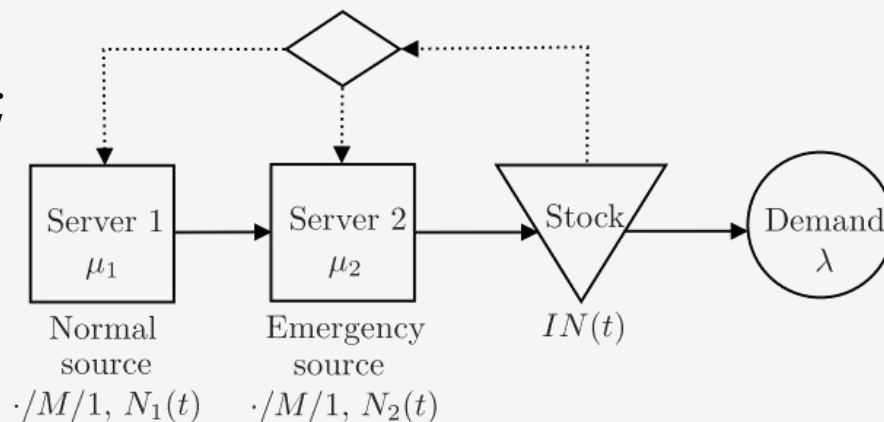 ;
Server 1
μ₁
Server 2
μ₂
Stock
Demand
λ
Normal
source
·/M/1, N₁(t)
Emergency
source
·/M/1, N₂(t)
IN(t)